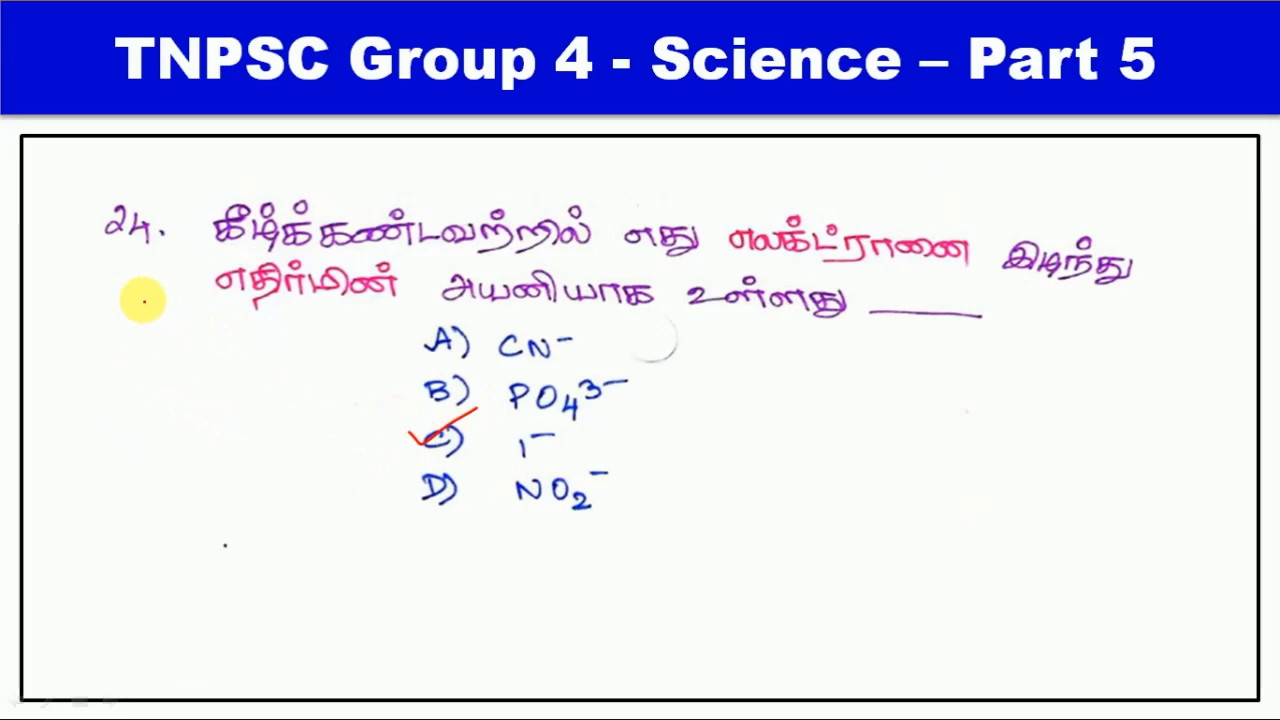 TNPSC Group 4 - Science – Part 5
24. கீழ்க்கண்டவற்றில் எது எலக்ட்ரானை இடிந்து
எதிர்மின் அயனியாக உள்ளது ______
A) CN⁻
B) PO₄³⁻
C) I⁻
D) NO₂⁻